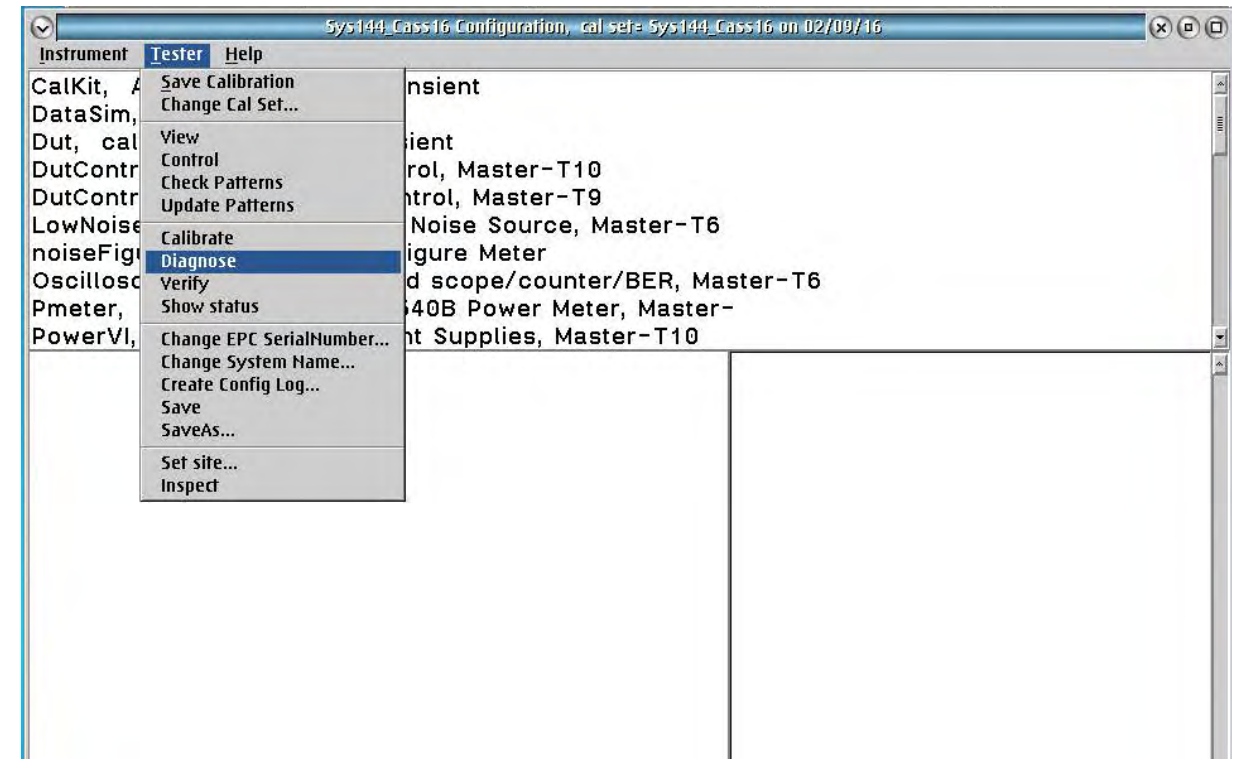 Sys144_Cass16 Configuration, cal set= Sys144_Cass16 on 02/09/16
Instrument Tester Help
CalKit, nsient
DataSim,
Dut, cal ient
DutContr rol, Master-T10
DutContr ntrol, Master-T9
LowNoise Noise Source, Master-T6
noiseFigu igure Meter
Oscillosc d scope/counter/BER, Master-T6
Pmeter, 540B Power Meter, Master-
PowerVI, nt Supplies, Master-T10
Save Calibration
Change Cal Set...
View
Control
Check Patterns
Update Patterns
Calibrate
Diagnose
Verify
Show status
Change EPC SerialNumber...
Change System Name...
Create Config Log...
Save
SaveAs...
Set site...
Inspect